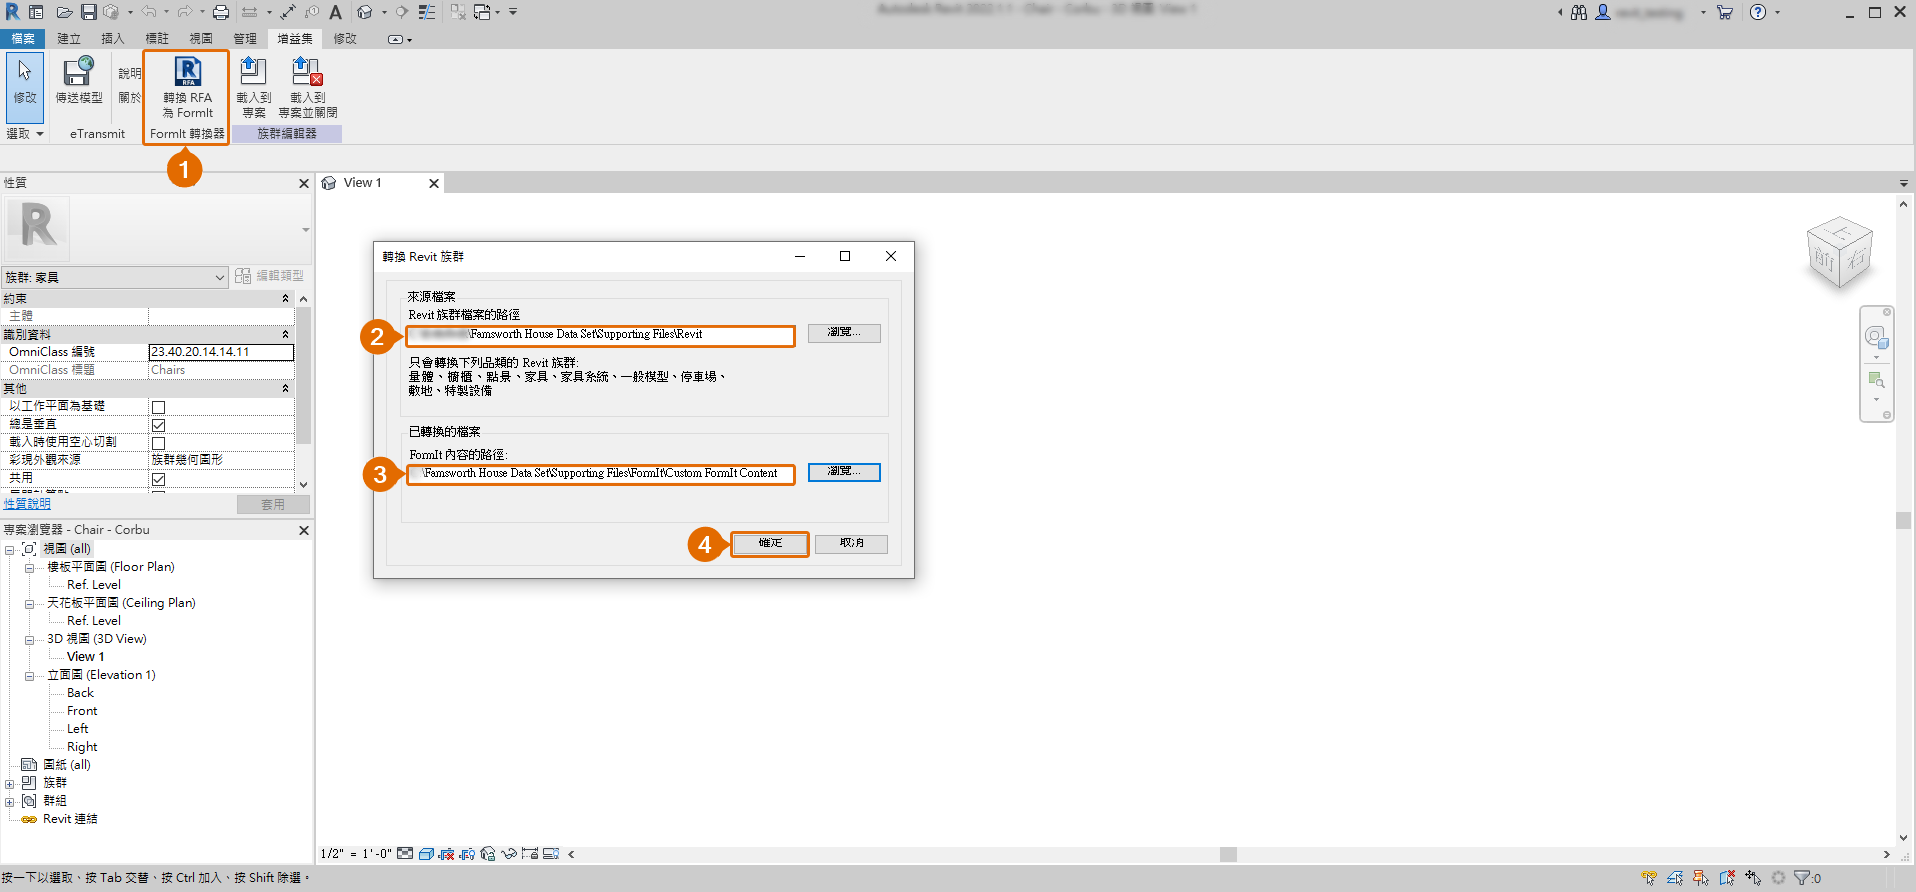 檔案 建立 插入 標註 視圖 管理 增益集 修改
修改
傳送模型
說明
關於
轉換 RFA
為 FormIt
載入到
專案
載入到
專案並關閉
選取
eTransmit
FormIt 轉換器
族群編輯器
1
性質
View 1
族群: 家具
編輯類型
約束
主體
識別資料
OmniClass 編號 23.40.20.14.14.11
OmniClass 標題 Chairs
其他
以工作平面為基礎
總是垂直
載入時使用空心切割
彩現外觀來源 族群幾何圖形
共用
性質說明
套用
專案瀏覽器 - Chair - Corbu
視圖 (all)
樓板平面圖 (Floor Plan)
Ref. Level
天花板平面圖 (Ceiling Plan)
Ref. Level
3D 視圖 (3D View)
View 1
立面圖 (Elevation 1)
Back
Front
Left
Right
圖紙 (all)
族群
群組
Revit 連結
轉換 Revit 族群
來源檔案
Revit 族群檔案的路徑
2
\Farnsworth House Data Set\Supporting Files\Revit
瀏覽...
只會轉換下列品類的 Revit 族群:
量體、櫥櫃、點景、家具、家具系統、一般模型、停車場、
敷地、特製設備
已轉換的檔案
FormIt 內容的路徑:
3
\Farnsworth House Data Set\Supporting Files\FormIt\Custom FormIt Content
瀏覽...
4
確定
取消
上
前
右
1/2" = 1'-0"
按一下以選取、按 Tab 交替、按 Ctrl 加入、按 Shift 除選。
:0